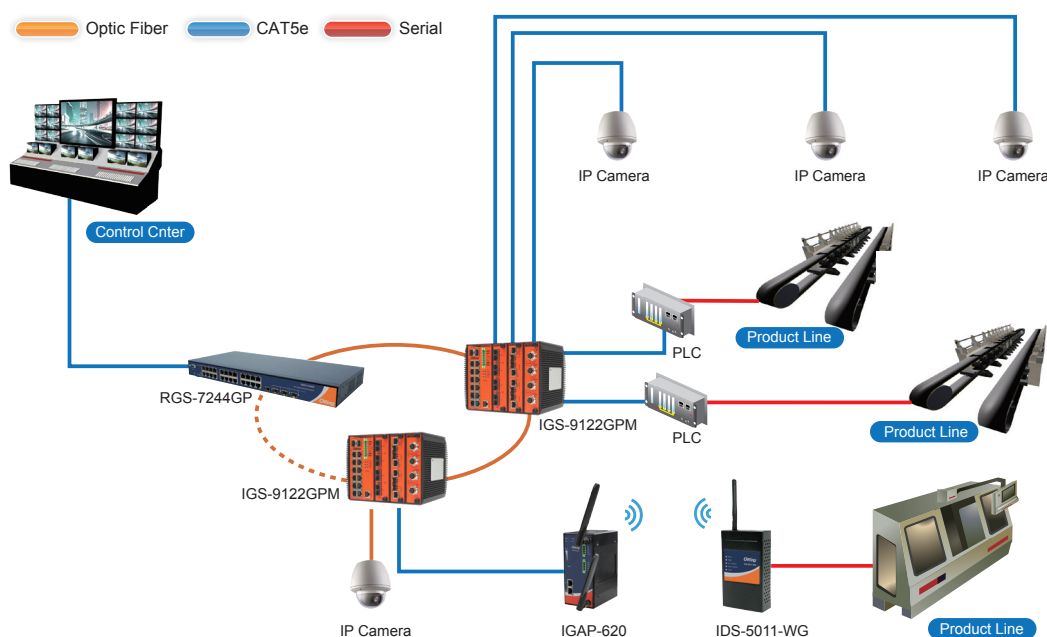 Optic Fiber
CAT5e
Serial
IP Camera
IP Camera
IP Camera
Control Cnter
PLC
Product Line
RGS-7244GP
IGS-9122GPM
PLC
Product Line
IGS-9122GPM
IP Camera
IGAP-620
IDS-5011-WG
Product Line